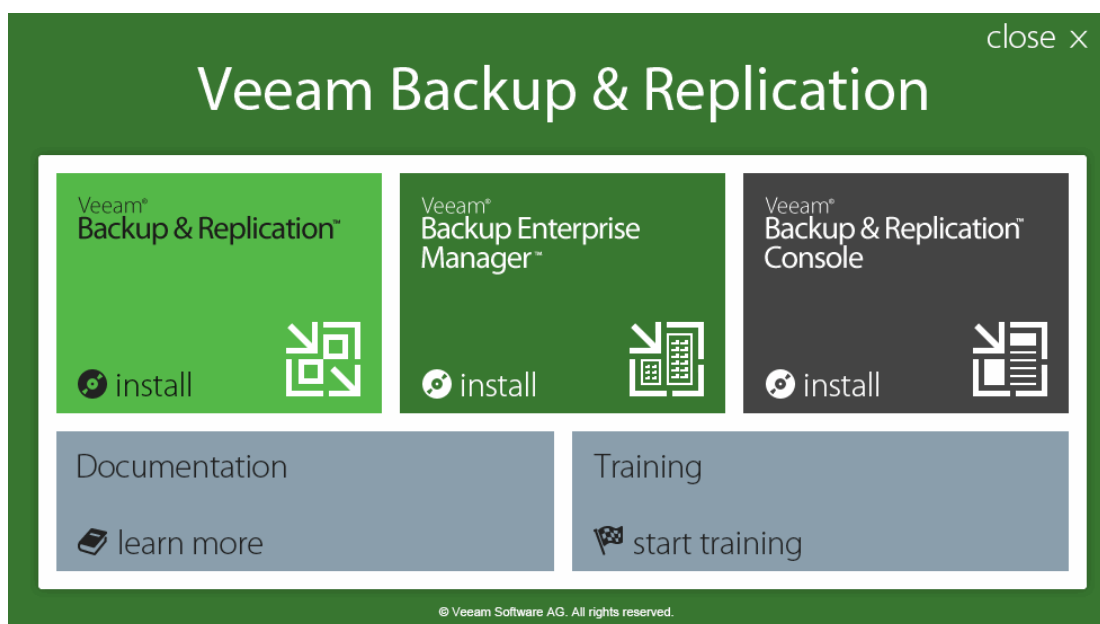 close x
Veeam Backup & Replication
Veeam®
Backup & Replication™
install
Veeam®
Backup Enterprise
Manager™
install
Veeam®
Backup & Replication™
Console
install
Documentation
learn more
Training
start training
© Veeam Software AG. All rights reserved.